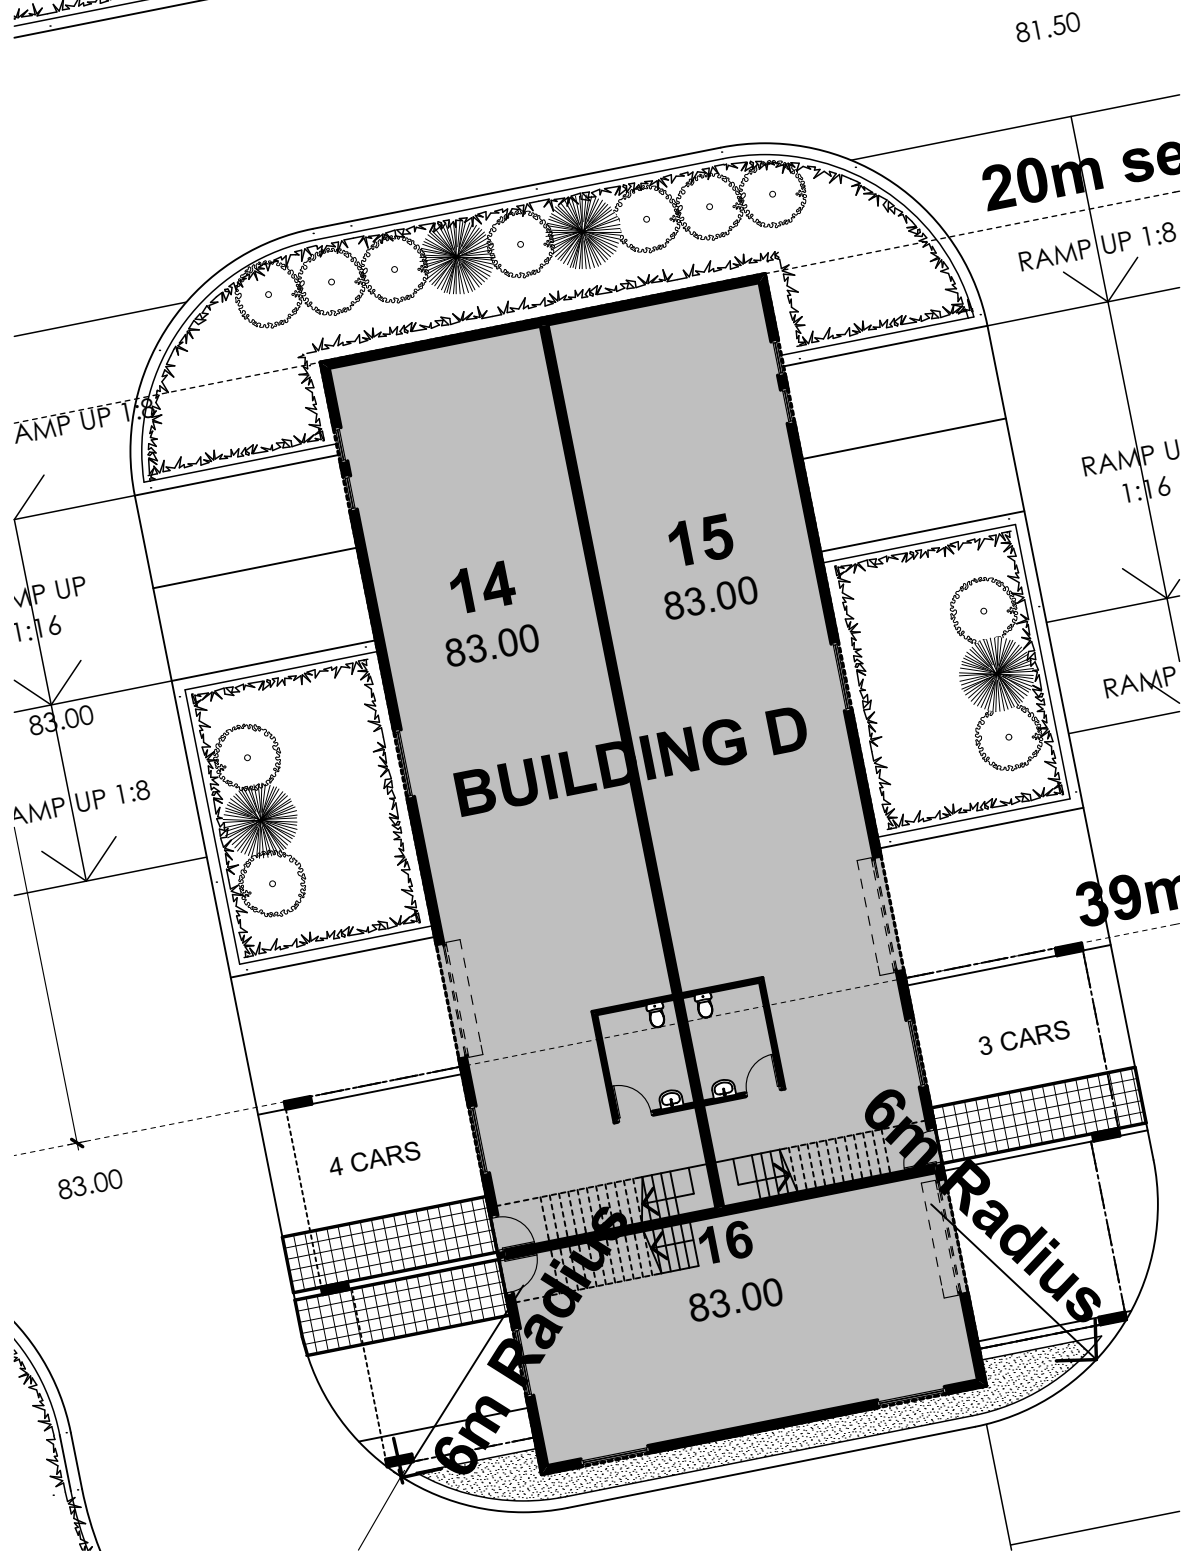 81.50
20m se
RAMP UP 1:8
AMP UP 1:8
RAMP U
1:16
15
83.00
14
83.00
MP UP
1:16
RAMP
83.00
BUILDING D
AMP UP 1:8
39m
3 CARS
4 CARS
6m Radius
83.00
6m Radius
16
83.00